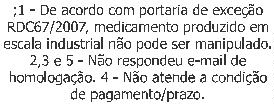 ;1 - De acordo com portaria de exceção
RDC67/2007, medicamento produzido em
escala industrial não pode ser manipulado.
2,3 e 5 - Não respondeu e-mail de
homologação. 4 - Não atende a condição
de pagamento/prazo.